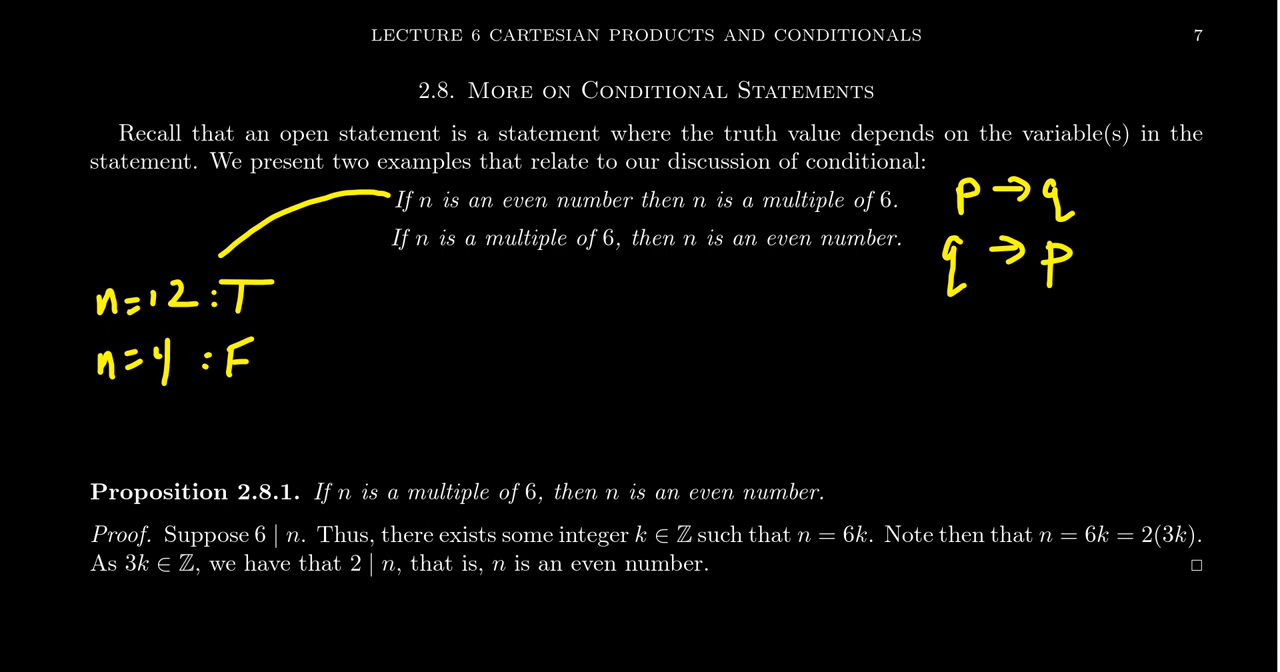 LECTURE 6 CARTESIAN PRODUCTS AND CONDITIONALS 7
2.8. More on Conditional Statements
Recall that an open statement is a statement where the truth value depends on the variable(s) in the
statement. We present two examples that relate to our discussion of conditional:
If n is an even number then n is a multiple of 6. p → q
If n is a multiple of 6, then n is an even number. q → p
n=12 : T
n=4 : F
Proposition 2.8.1. If n is a multiple of 6, then n is an even number.
Proof. Suppose 6 | n. Thus, there exists some integer k ∈ ℤ such that n = 6k. Note then that n = 6k = 2(3k).
As 3k ∈ ℤ, we have that 2 | n, that is, n is an even number. □